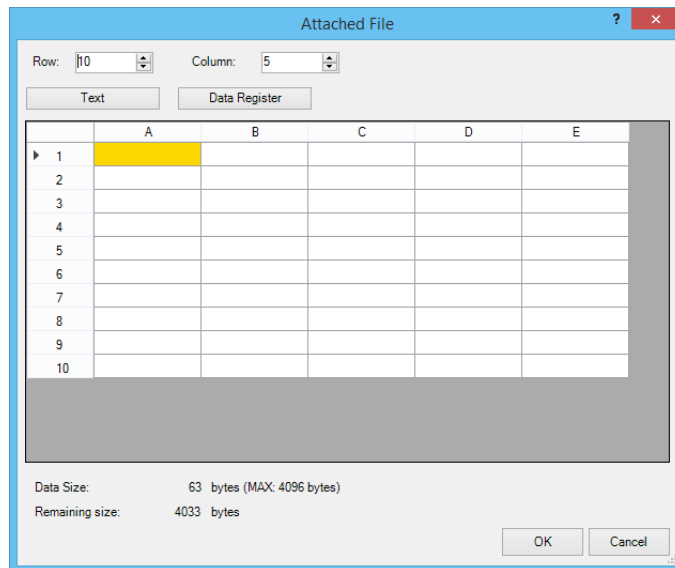 Attached File
? ×
Row: 10 Column: 5
Text Data Register
A B C D E
1
2
3
4
5
6
7
8
9
10
Data Size: 63 bytes (MAX: 4096 bytes)
Remaining size: 4033 bytes
OK Cancel